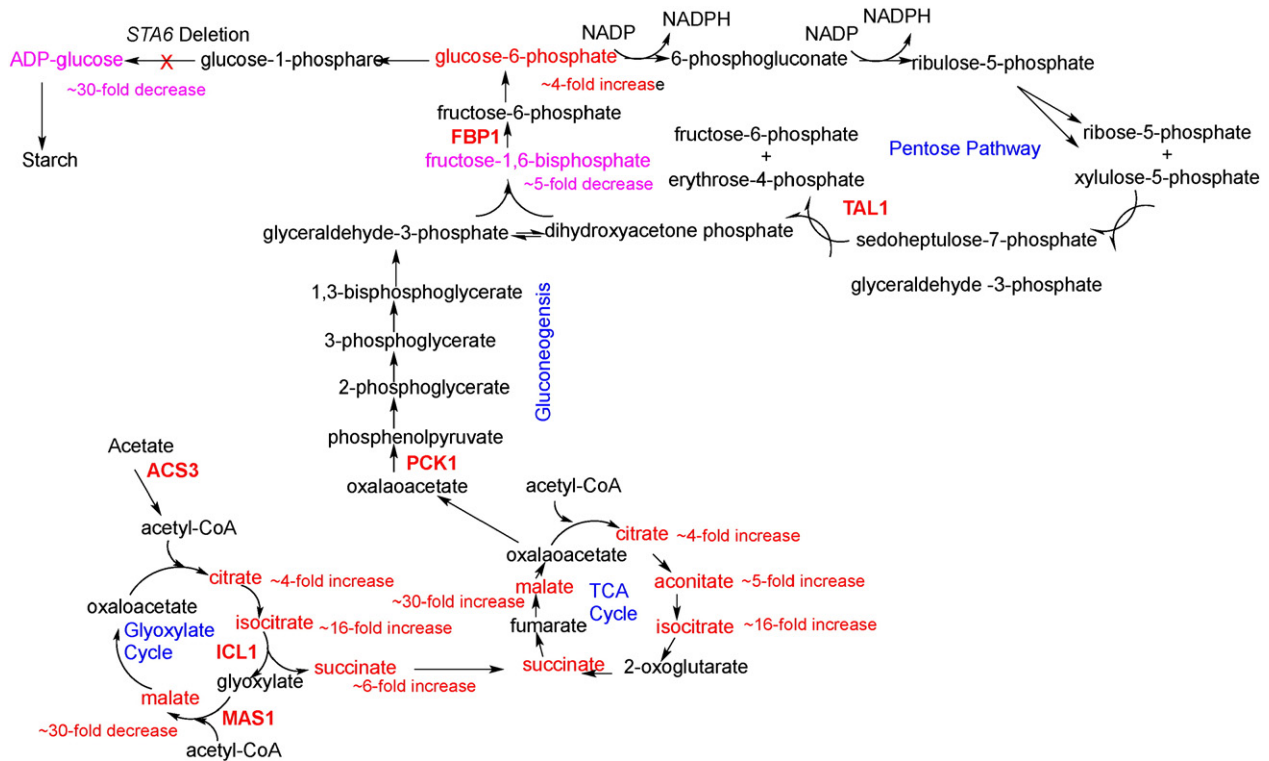 STA6 Deletion
ADP-glucose
glucose-1-phosphare
glucose-6-phosphate
NADP
NADPH
6-phosphogluconate
NADP
NADPH
ribulose-5-phosphate
~30-fold decrease
~4-fold increase
Starch
fructose-6-phosphate
FBP1
fructose-1,6-bisphosphate
~5-fold decrease
fructose-6-phosphate
+
erythrose-4-phosphate
Pentose Pathway
ribose-5-phosphate
+
xylulose-5-phosphate
TAL1
glyceraldehyde-3-phosphate
dihydroxyacetone phosphate
sedoheptulose-7-phosphate
glyceraldehyde -3-phosphate
1,3-bisphosphoglycerate
3-phosphoglycerate
2-phosphoglycerate
phosphenolpyruvate
Gluconeogensis
PCK1
oxalaoacetate
Acetate
ACS3
acetyl-CoA
citrate ~4-fold increase
oxaloacetate
Glyoxylate
Cycle
isocitrate ~16-fold increase
ICL1
glyoxylate
succinate
~6-fold increase
malate
~30-fold decrease
MAS1
acetyl-CoA
acetyl-CoA
citrate ~4-fold increase
oxalaoacetate
aconitate ~5-fold increase
malate
~30-fold increase
TCA
Cycle
fumarate
isocitrate ~16-fold increase
succinate
2-oxoglutarate